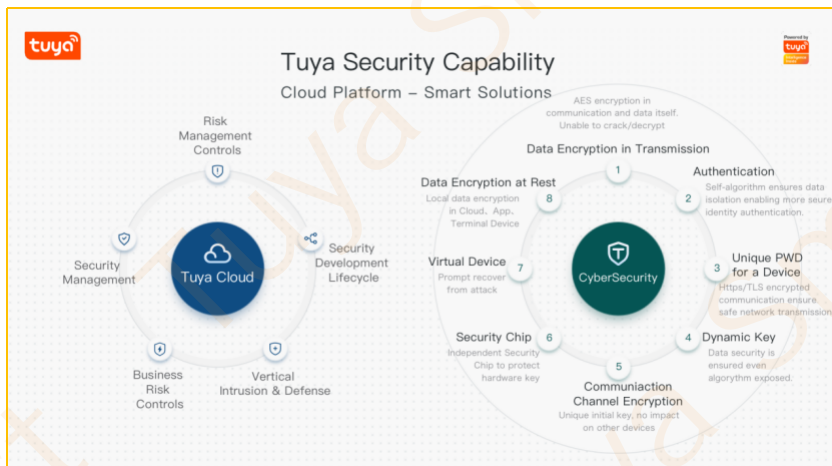 tuya
Powered by
tuya
Tuya Security Capability
Cloud Platform – Smart Solutions
Risk
Management
Controls
Security
Management
Tuya Cloud
Security
Development
Lifecycle
Business
Risk
Controls
Vertical
Intrusion & Defense
AES encryption in
communication and data itself.
Unable to crack/decrypt
Data Encryption in Transmission
1
Authentication
2
Self-algorithm ensures data
isolation enabling more seure
identity authentication.
Unique PWD
for a Device
3
Https/TLS encrypted
communication ensure
safe network transmission
4
Dynamic Key
Data security is
ensured even
algorythm exposed.
5
Communiaction
Channel Encryption
Unique initial key, no impact
on other devices
Security Chip
6
Independent Security
Chip to protect
hardware key
Virtual Device
7
Prompt recover
from attack
Data Encryption at Rest
8
Local data encryption
in Cloud、App、
Terminal Device
CyberSecurity